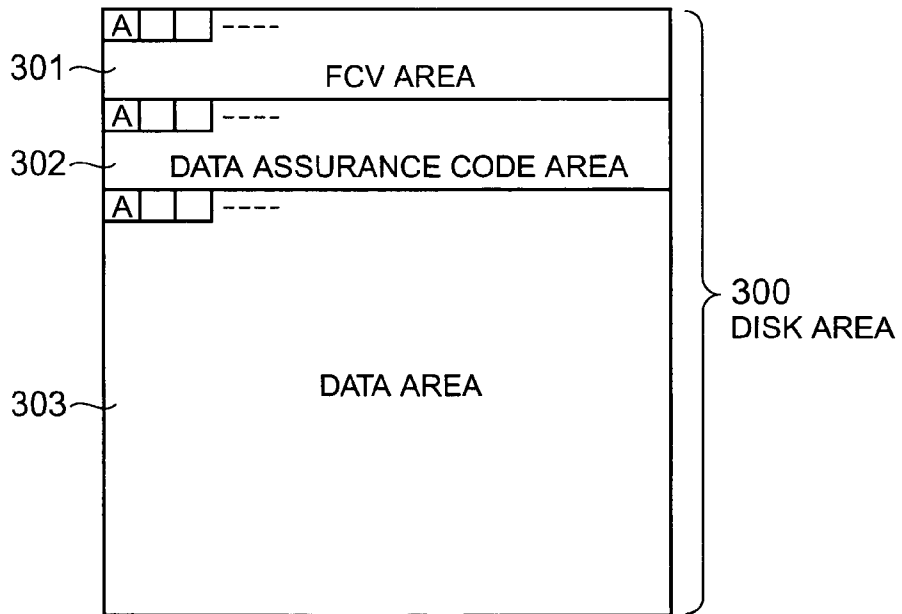 A
301
FCV AREA
A
302
DATA ASSURANCE CODE AREA
A
300
DISK AREA
DATA AREA
303